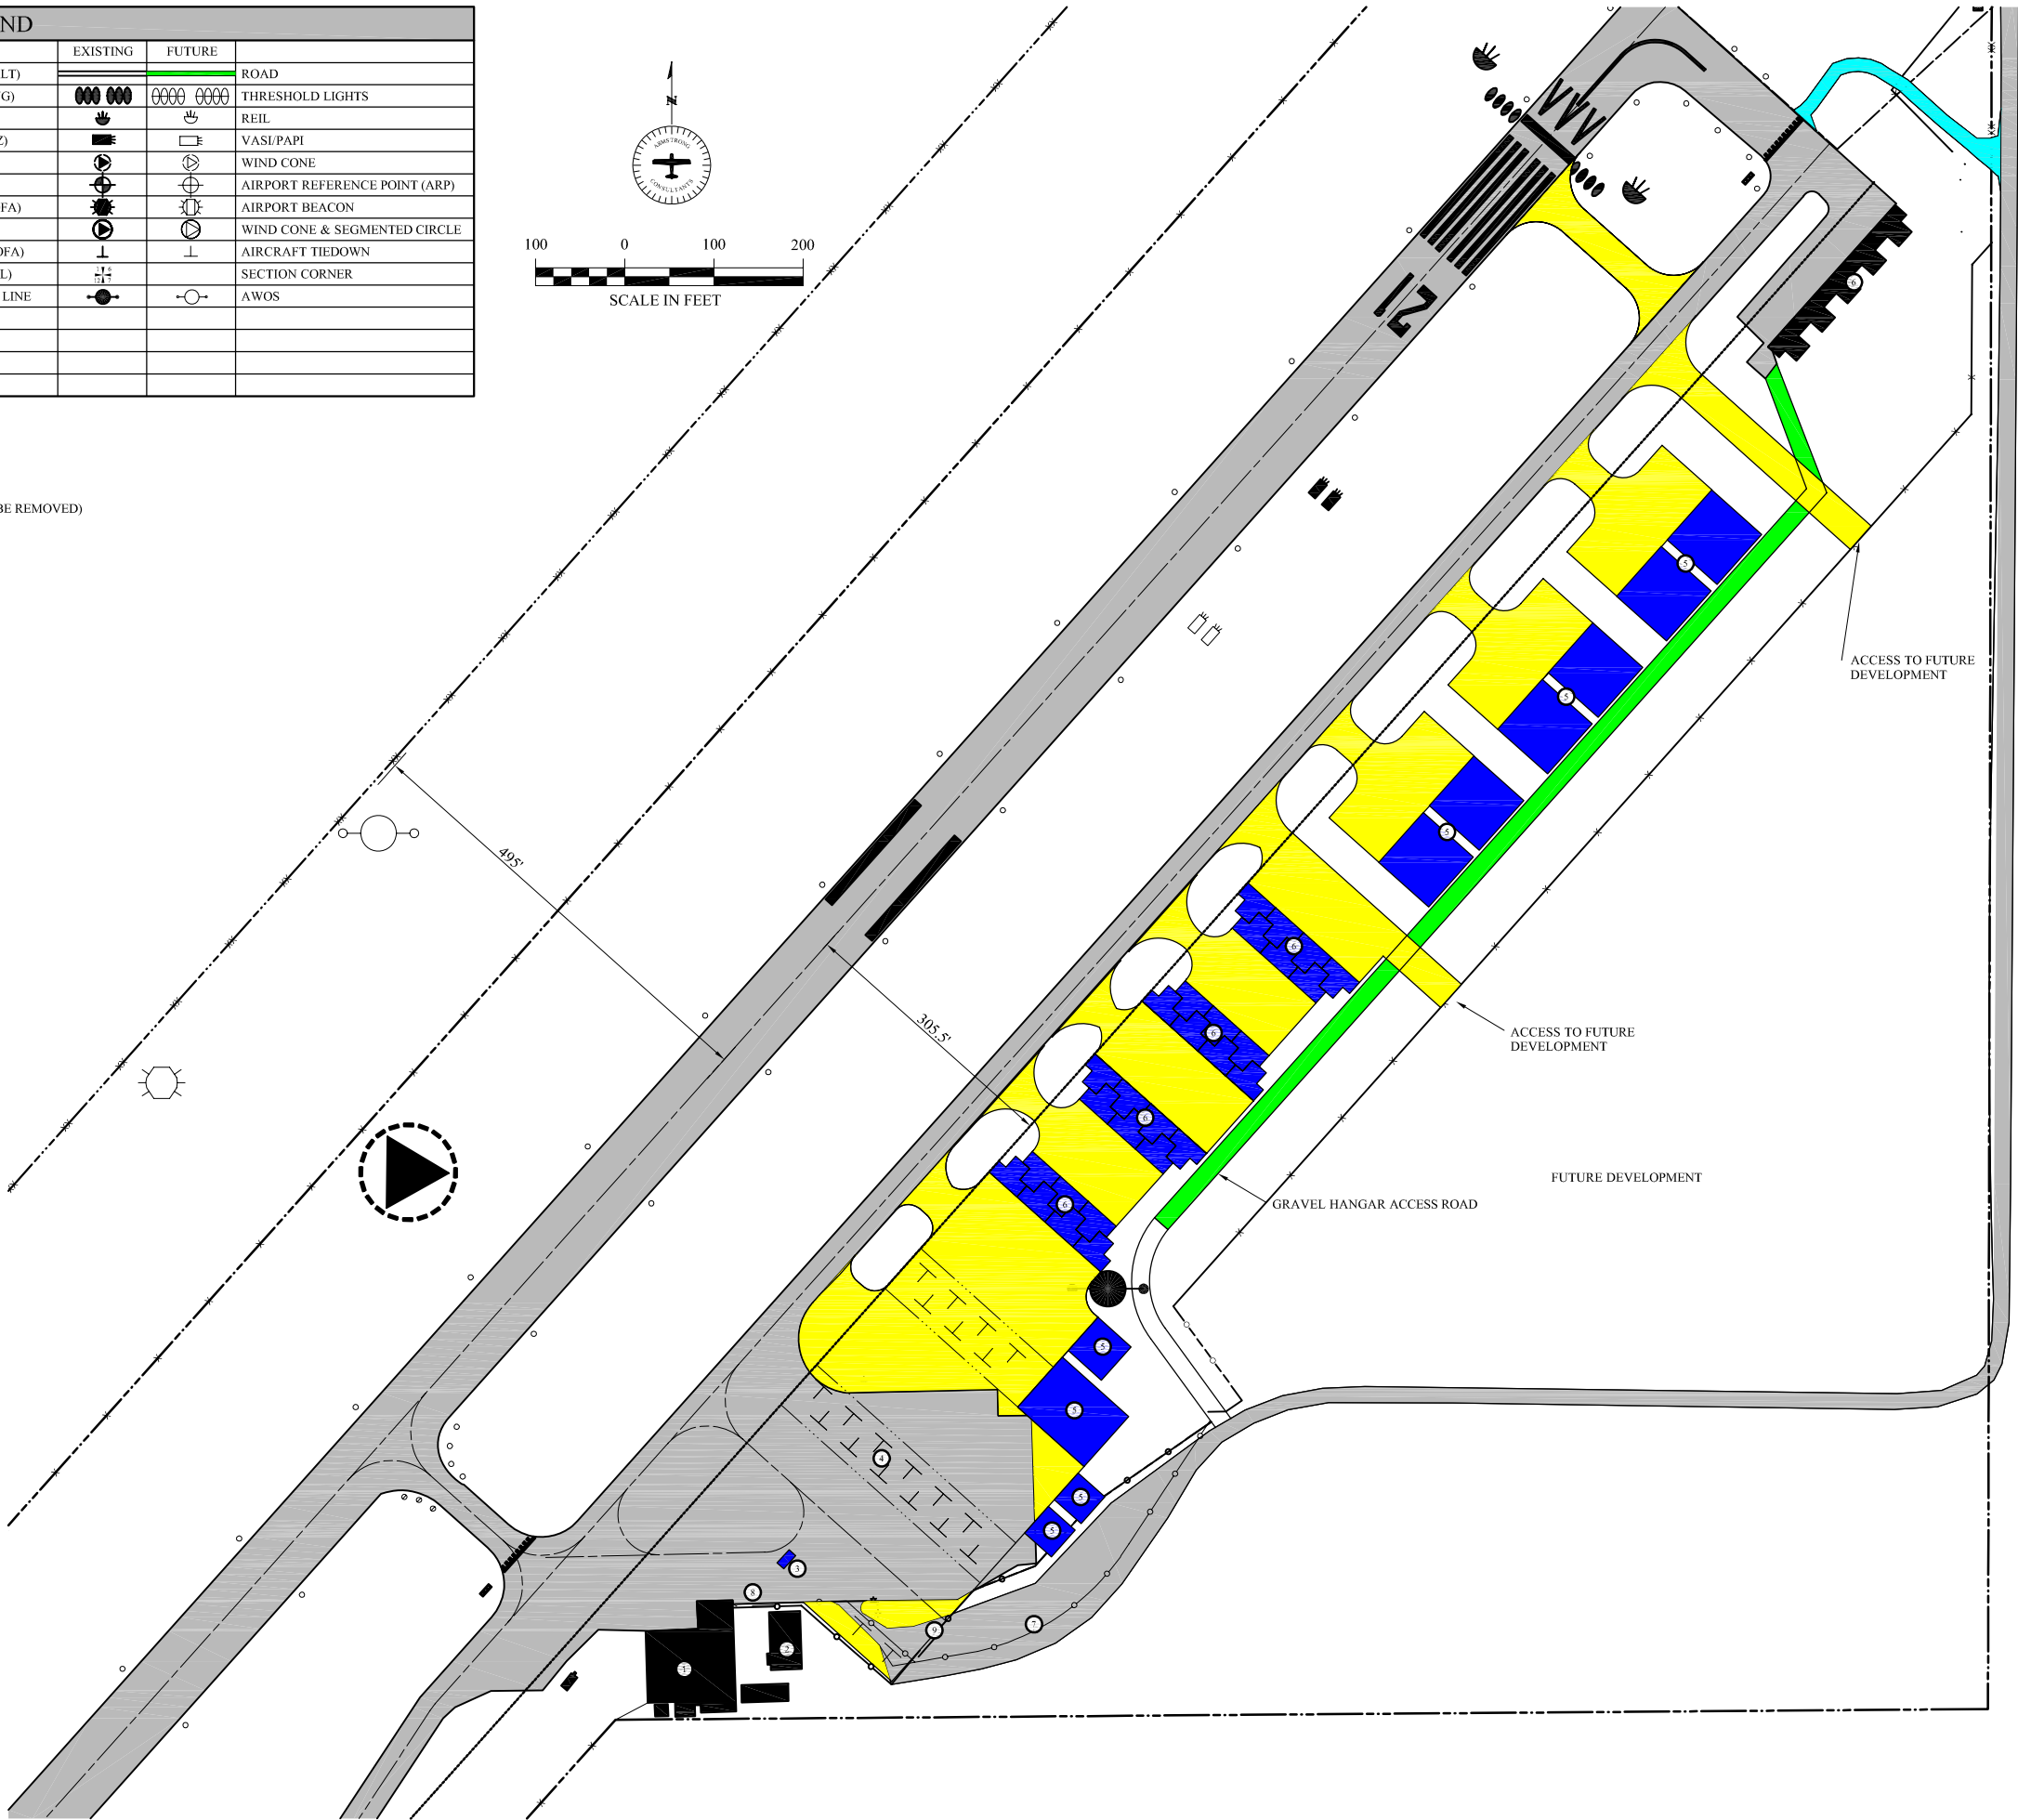 ND
EXISTING FUTURE
LT) ROAD
G) THRESHOLD LIGHTS
REIL
Z) VASI/PAPI
WIND CONE
AIRPORT REFERENCE POINT (ARP)
FA) AIRPORT BEACON
WIND CONE & SEGMENTED CIRCLE
OFA) AIRCRAFT TIEDOWN
L) SECTION CORNER
LINE AWOS
BE REMOVED)
N
ARMSTRONG
CONSULTANTS
100 0 100 200
SCALE IN FEET
21
6
5
ACCESS TO FUTURE
DEVELOPMENT
5
5
495'
305.5'
6
6
6
6
ACCESS TO FUTURE
DEVELOPMENT
FUTURE DEVELOPMENT
GRAVEL HANGAR ACCESS ROAD
5
5
4
5
5
3
8
7
9
2
1